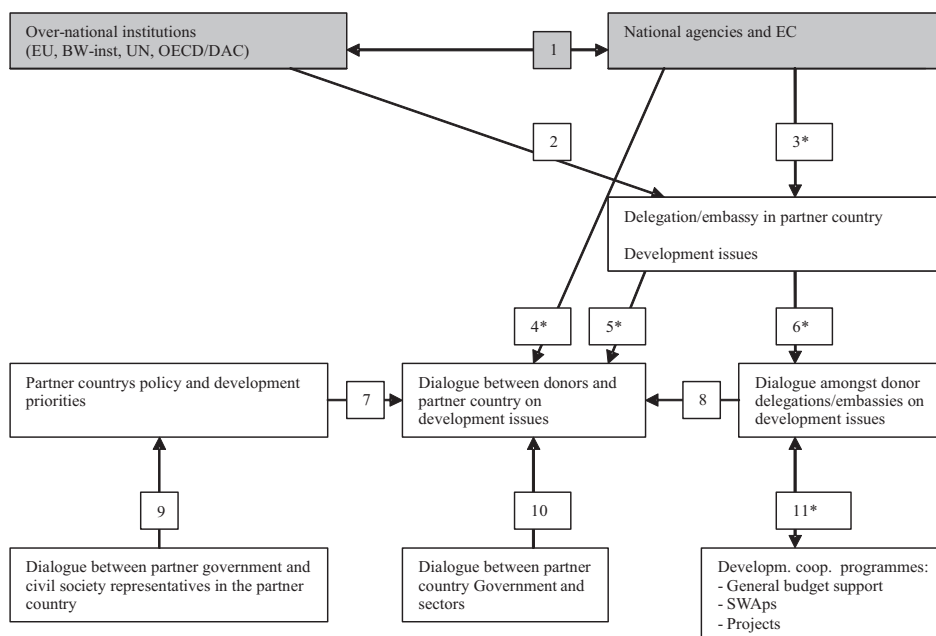 Over-national institutions
(EU, BW-inst, UN, OECD/DAC)
1
National agencies and EC
2
3*
Delegation/embassy in partner country
Development issues
4*
5*
6*
Partner countrys policy and development
priorities
7
Dialogue between donors and
partner country on
development issues
8
Dialogue amongst donor
delegations/embassies on
development issues
9
10
11*
Dialogue between partner government and
civil society representatives in the partner
country
Dialogue between partner
country Government and
sectors
Developm. coop. programmes:
- General budget support
- SWAps
- Projects